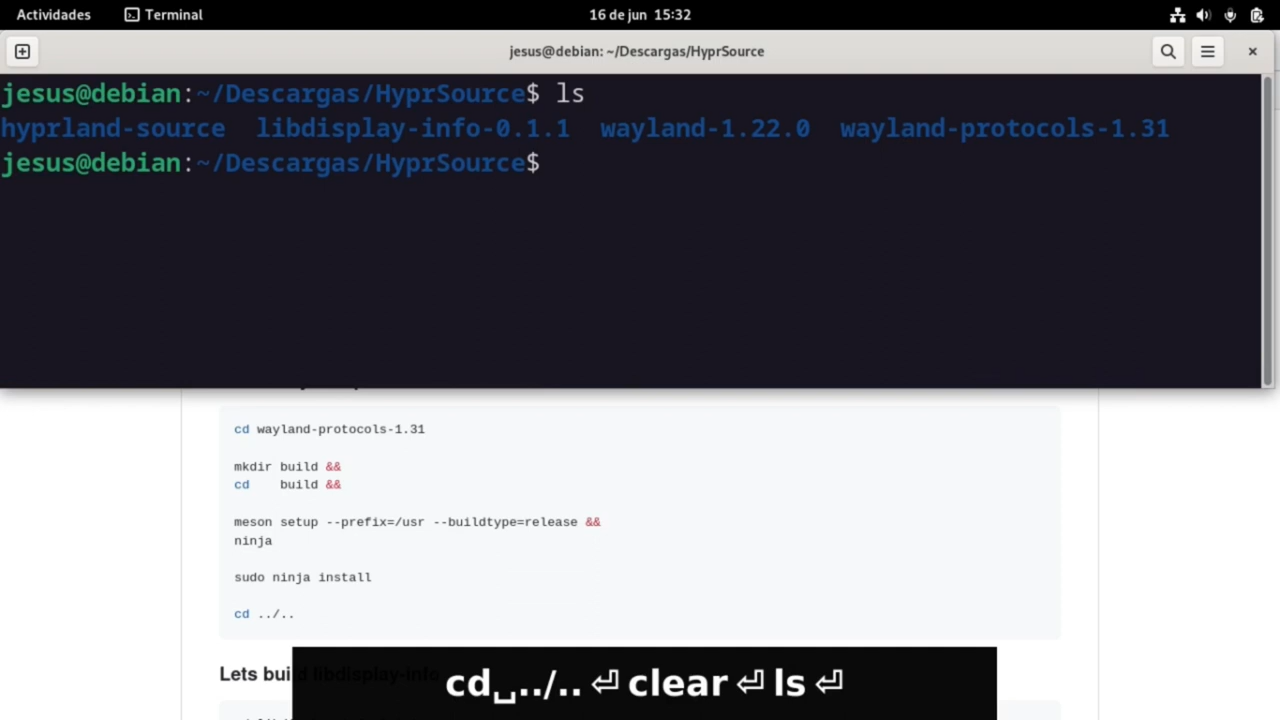 Actividades Terminal 16 de jun 15:32
jesus@debian: ~/Descargas/HyprSource
jesus@debian:~/Descargas/HyprSource$ ls
hyprland-source libdisplay-info-0.1.1 wayland-1.22.0 wayland-protocols-1.31
jesus@debian:~/Descargas/HyprSource$
cd wayland-protocols-1.31
mkdir build &&
cd build &&
meson setup --prefix=/usr --buildtype=release &&
ninja
sudo ninja install
cd ../..
Lets build libdisplay-info
cd␣../.. ⏎ clear ⏎ ls ⏎